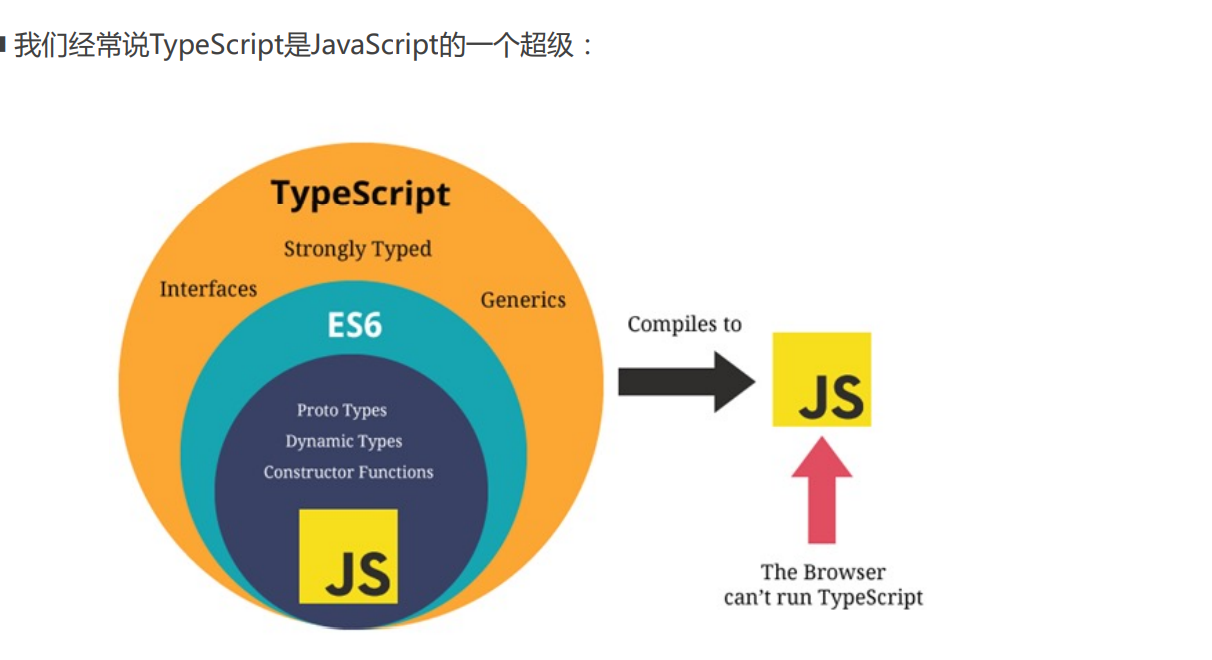 我们经常说TypeScript是JavaScript的一个超级：
TypeScript
Strongly Typed
Interfaces
Generics
ES6
Proto Types
Dynamic Types
Constructor Functions
JS
Compiles to
JS
The Browser
can't run TypeScript